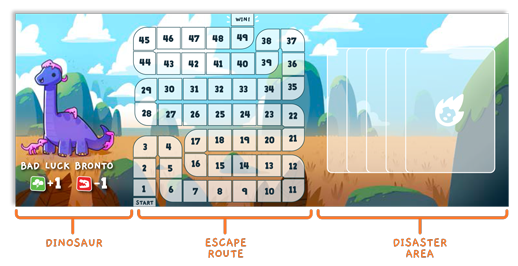 WIN!
45 46 47 48 49 38 37
44 43 42 41 40 39 36
29 30 31 32 33 34 35
28 27 26 25 24 23 22
3 4 17 18 19 20 21
2 5 16 15 14 13 12
1 6 7 8 9 10 11
START
BAD LUCK BRONTO
+1 -1
DINOSAUR
ESCAPE
ROUTE
DISASTER
AREA